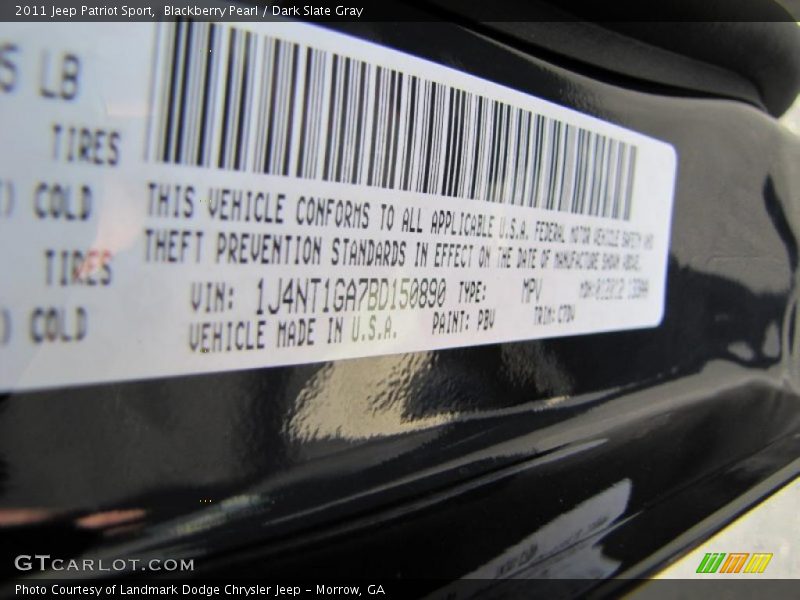 2011 Jeep Patriot Sport, Blackberry Pearl / Dark Slate Gray
LB
TIRES
COLD
TIRES
COLD
THIS VEHICLE CONFORMS TO ALL APPLICABLE U.S.A. FEDERAL MOTOR VEHICLE SAFETY AND
THEFT PREVENTION STANDARDS IN EFFECT ON THE DATE OF MANUFACTURE SHOWN ABOVE.
VIN: 1J4NT1GA7BD150890 TYPE: MPV
VEHICLE MADE IN U.S.A. PAINT: PBV TRIM: C7DV
GTCARLOT.COM
Photo Courtesy of Landmark Dodge Chrysler Jeep – Morrow, GA